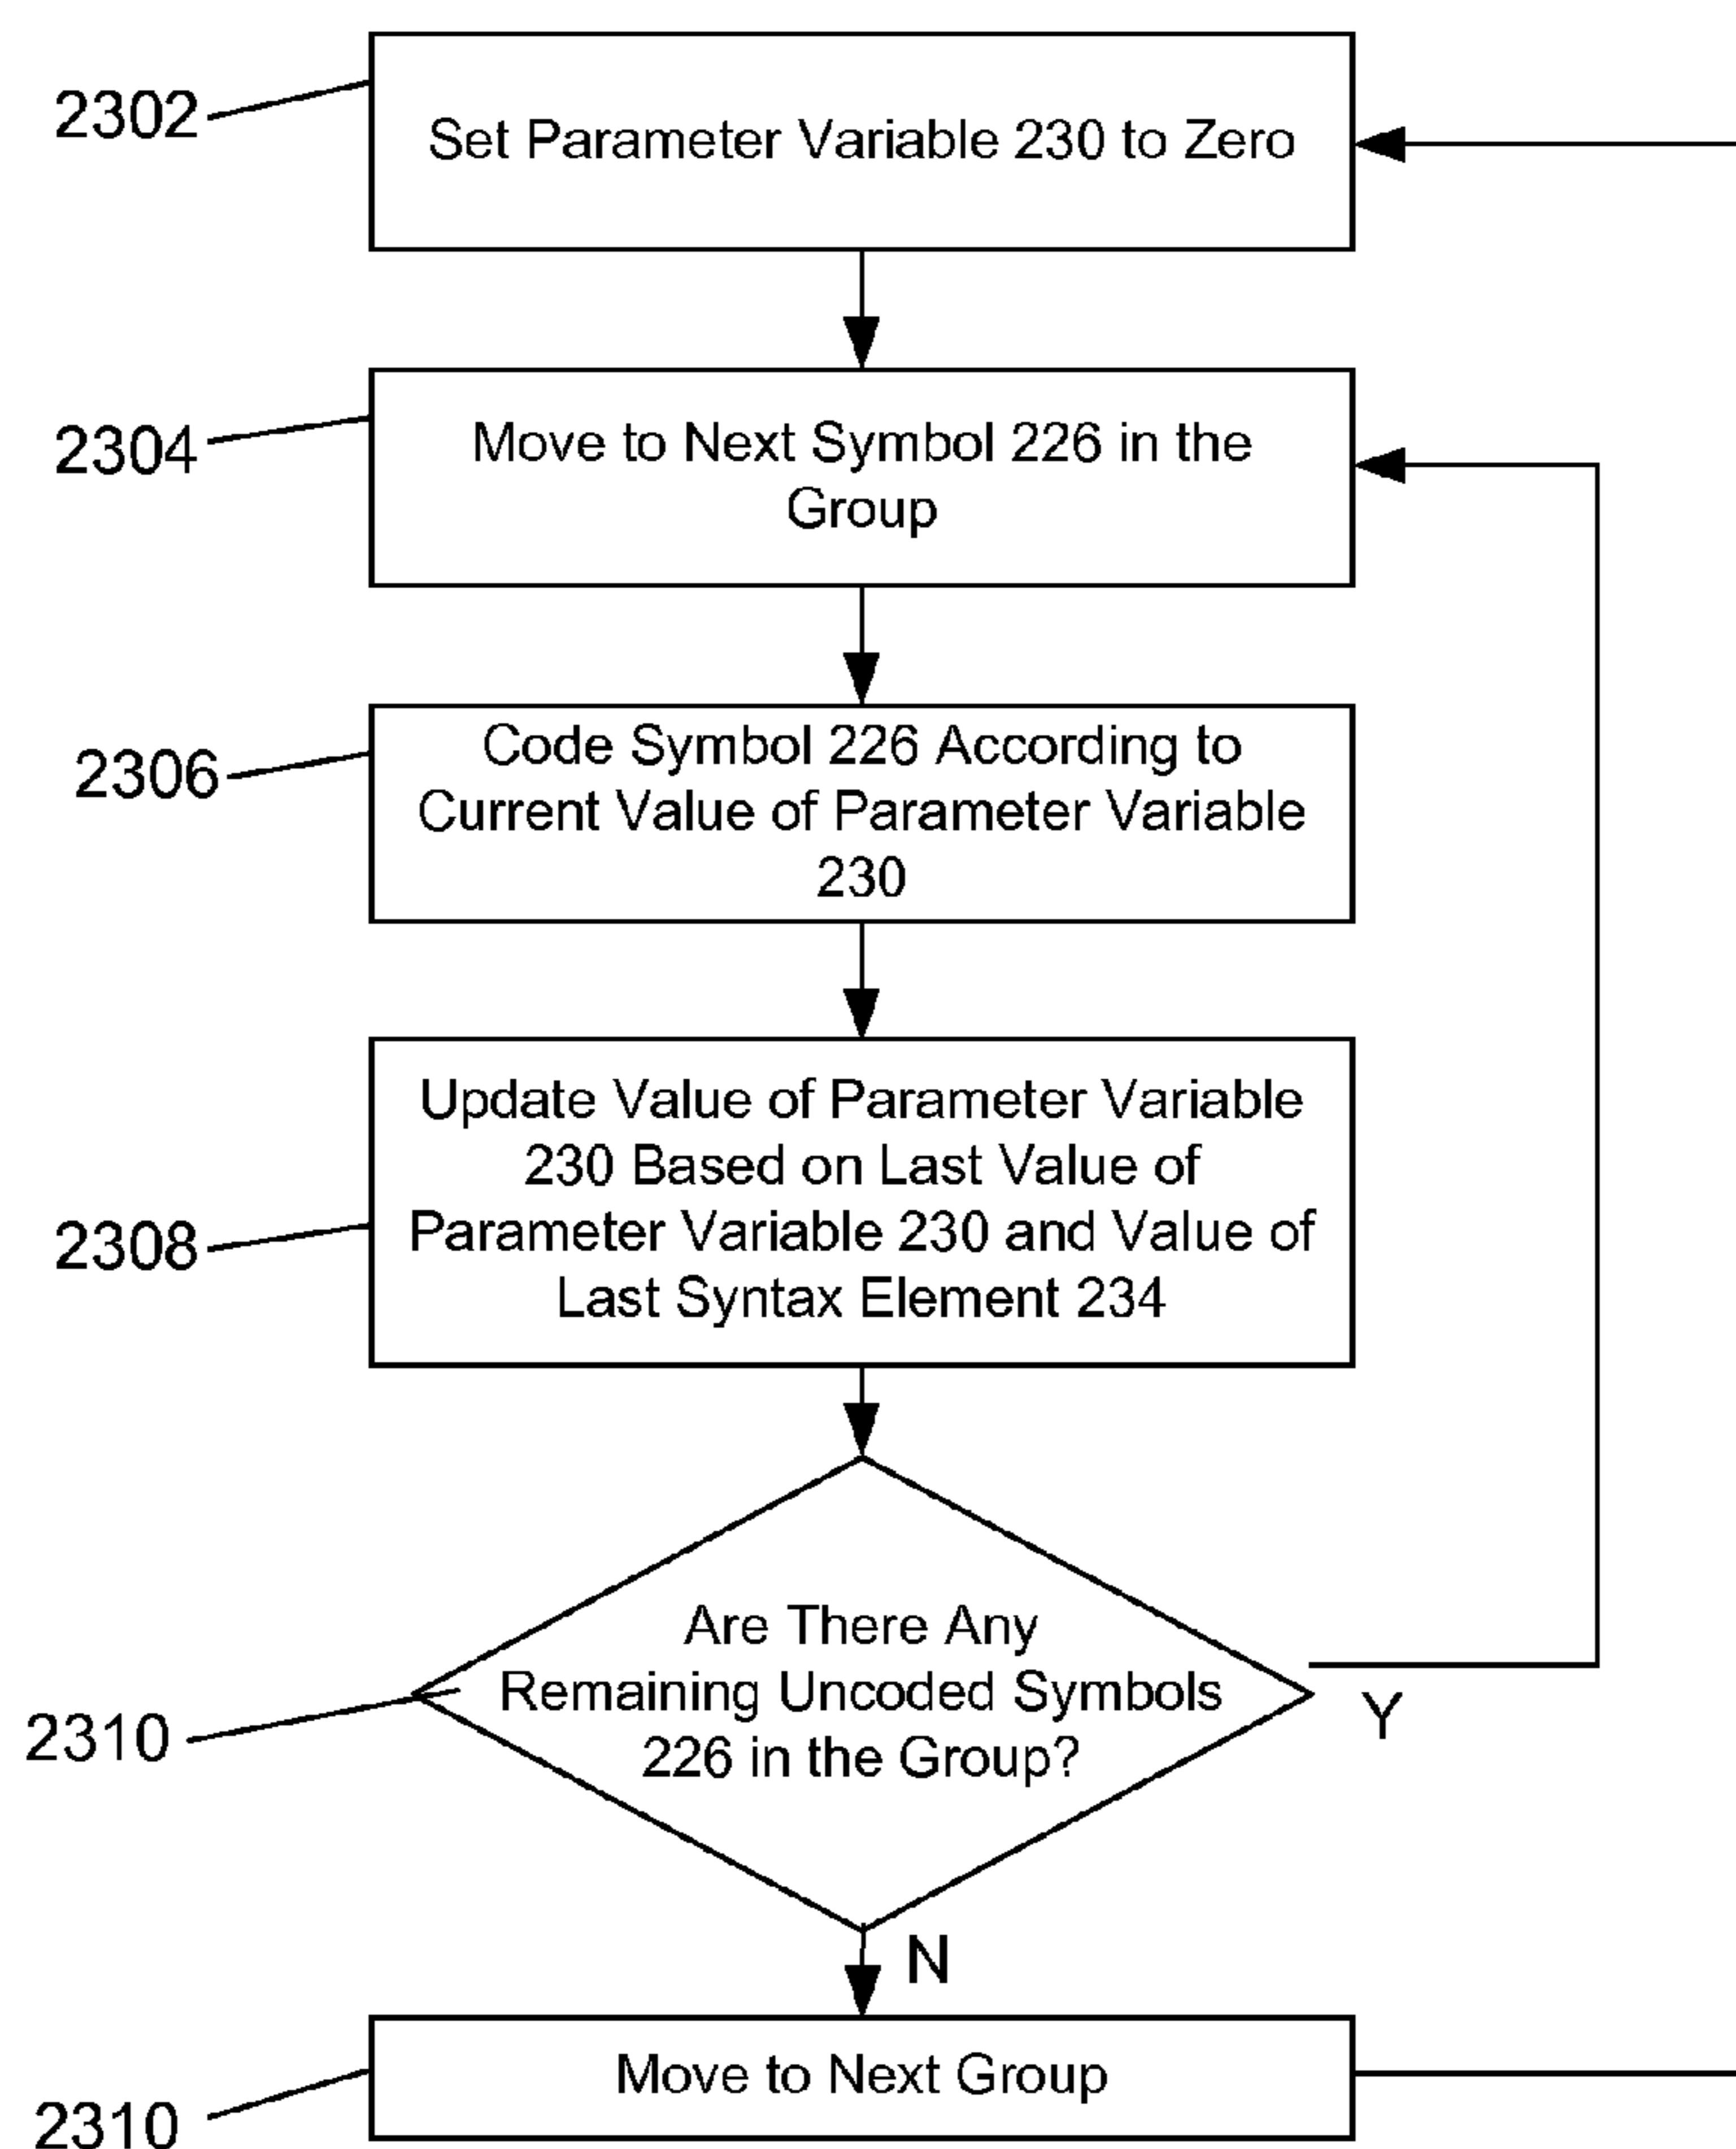 2302
Set Parameter Variable 230 to Zero
2304
Move to Next Symbol 226 in the
Group
2306
Code Symbol 226 According to
Current Value of Parameter Variable
230
2308
Update Value of Parameter Variable
230 Based on Last Value of
Parameter Variable 230 and Value of
Last Syntax Element 234
2310
Are There Any
Remaining Uncoded Symbols
226 in the Group?
Y
N
2310
Move to Next Group